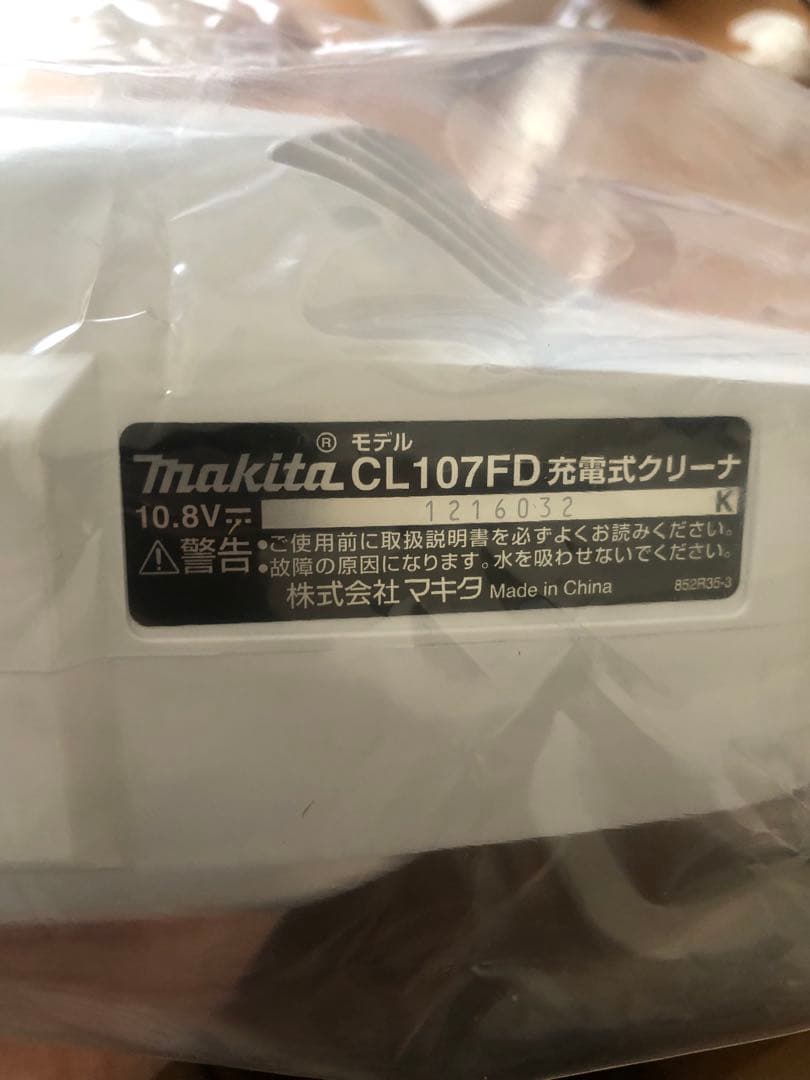 ® モデル
makita CL107FD 充電式クリーナ
10.8V⎓ 1216032 K
⚠警告 •ご使用前に取扱説明書を必ずよくお読みください。
•故障の原因になります。水を吸わせないでください。
株式会社マキタ Made in China 852R35-3